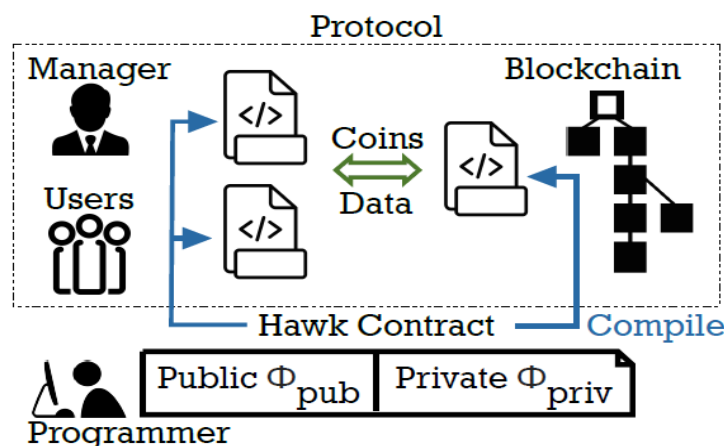 Protocol
Manager
Blockchain
</>
</>
Coins
</>
Users
Data
</>
Hawk Contract
Compile
Public Φpub
Private Φpriv
Programmer